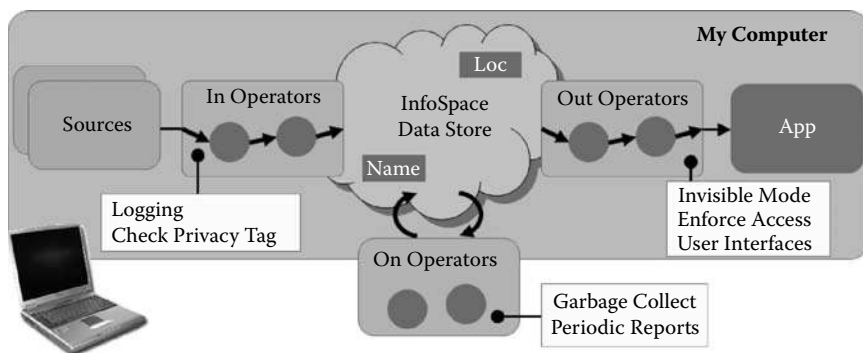 My Computer
Loc
In Operators
Out Operators
Sources
InfoSpace
Data Store
App
Name
Logging
Check Privacy Tag
Invisible Mode
Enforce Access
User Interfaces
On Operators
Garbage Collect
Periodic Reports